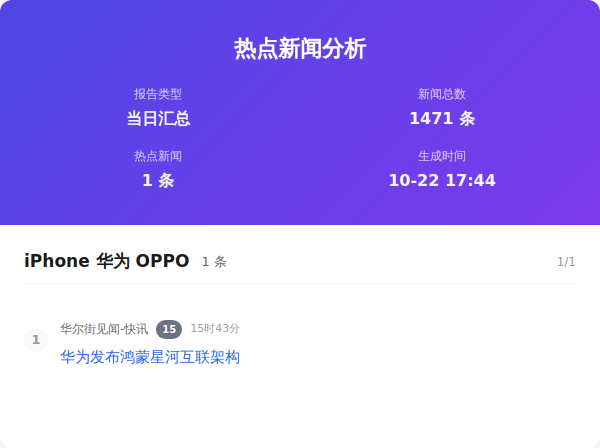 热点新闻分析
报告类型
新闻总数
当日汇总
1471 条
热点新闻
生成时间
1 条
10-22 17:44
iPhone 华为 OPPO 1 条 1/1
1 华尔街见闻-快讯 15 15时43分
华为发布鸿蒙星河互联架构